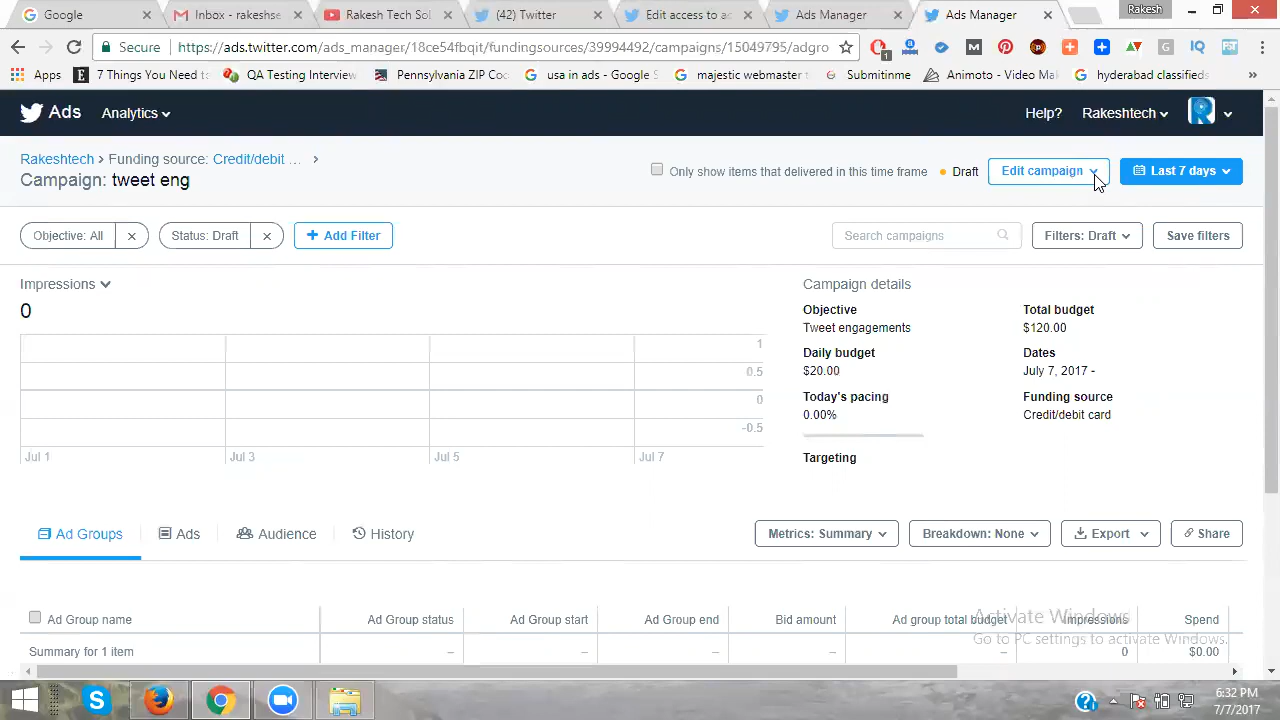 Google
Inbox - rakeshse
Rakesh Tech Sol
(42) Twitter
Edit access to a
Ads Manager
Ads Manager
Rakesh
Secure
https://ads.twitter.com/ads_manager/18ce54fbqit/fundingsources/39994492/campaigns/15049795/adgro
1
Apps
7 Things You Need t
QA Testing Interview
Pennsylvania ZIP Co
usa in ads - Google S
majestic webmaster t
Submitinme
Animoto - Video Ma
hyderabad classified
»
Ads
Analytics
Help?
Rakeshtech
Rakeshtech > Funding source: Credit/debit ... >
Campaign: tweet eng
Only show items that delivered in this time frame
Draft
Edit campaign
Last 7 days
Objective: All
Status: Draft
+ Add Filter
Search campaigns
Filters: Draft
Save filters
Impressions
0
1
0.5
0
-0.5
Jul 1
Jul 3
Jul 5
Jul 7
Campaign details
Objective
Tweet engagements
Total budget
$120.00
Daily budget
$20.00
Dates
July 7, 2017 -
Today's pacing
0.00%
Funding source
Credit/debit card
Targeting
Ad Groups
Ads
Audience
History
Metrics: Summary
Breakdown: None
Export
Share
Ad Group name
Ad Group status
Ad Group start
Ad Group end
Bid amount
Ad group total budget
Impressions
Spend
Summary for 1 item
–
–
–
–
–
0
$0.00
Activate Windows
Go to PC settings to activate Windows.
6:32 PM
7/7/2017